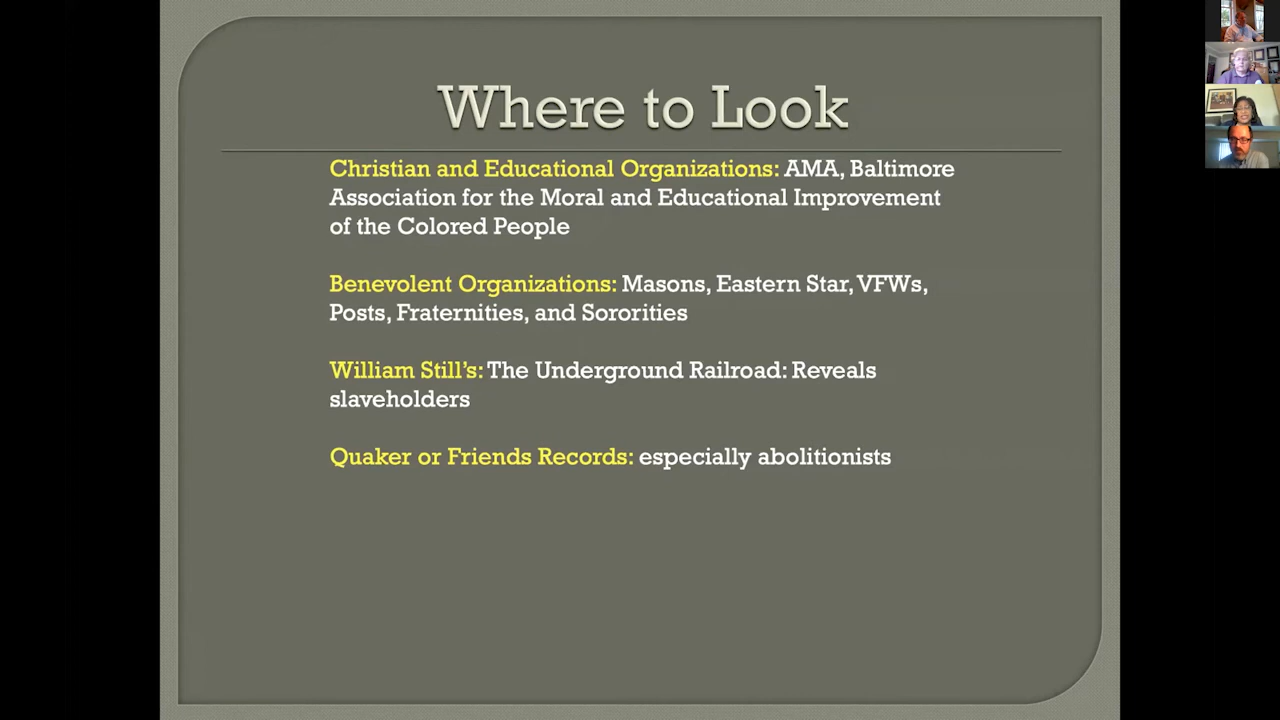 Where to Look
Christian and Educational Organizations: AMA, Baltimore
Association for the Moral and Educational Improvement
of the Colored People
Benevolent Organizations: Masons, Eastern Star, VFWs,
Posts, Fraternities, and Sororities
William Still's: The Underground Railroad: Reveals
slaveholders
Quaker or Friends Records: especially abolitionists